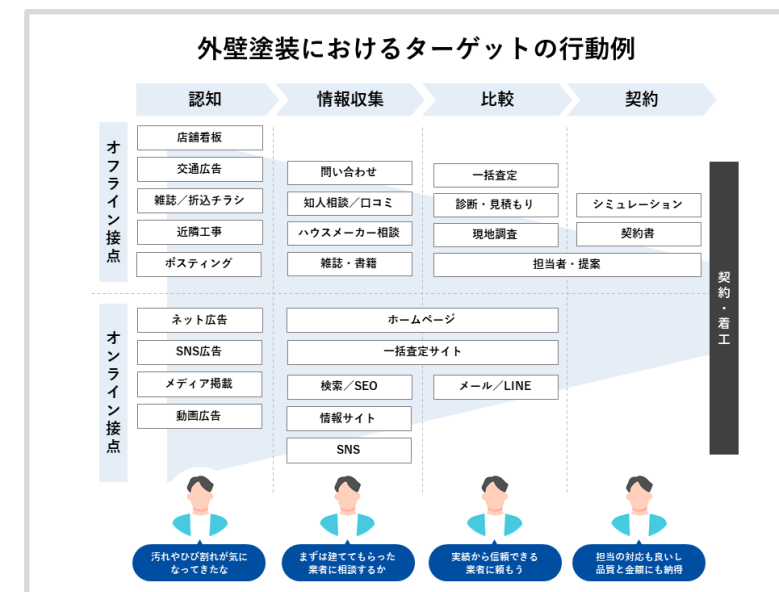 外壁塗装におけるターゲットの行動例
認知
情報収集
比較
契約
オフライン接点
店舗看板
交通広告
雑誌／折込チラシ
近隣工事
ポスティング
問い合わせ
知人相談／口コミ
ハウスメーカー相談
雑誌・書籍
一括査定
診断・見積もり
現地調査
担当者・提案
シミュレーション
契約書
オンライン接点
ネット広告
SNS広告
メディア掲載
動画広告
ホームページ
一括査定サイト
検索／SEO
情報サイト
SNS
メール／LINE
契約・着工
汚れやひび割れが気に
なってきたな
まずは建ててもらった
業者に相談するか
実績から信頼できる
業者に頼もう
担当の対応も良いし
品質と金額にも納得